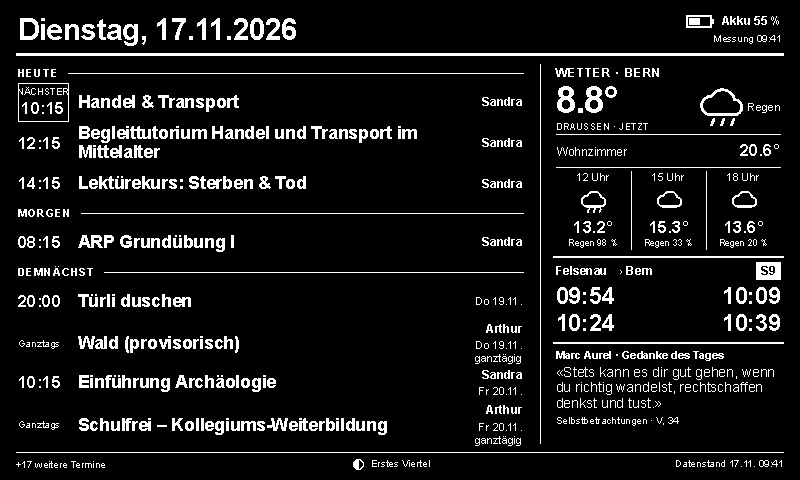 Dienstag, 17.11.2026
Akku 55 %
Messung 09:41
HEUTE
NÄCHSTER
10:15 Handel & Transport Sandra
12:15 Begleittutorium Handel und Transport im
Mittelalter Sandra
14:15 Lektürekurs: Sterben & Tod Sandra
MORGEN
08:15 ARP Grundübung I Sandra
DEMNÄCHST
20:00 Türli duschen Do 19.11.
Ganztags Wald (provisorisch) Arthur
Do 19.11.
ganztägig
10:15 Einführung Archäologie Sandra
Fr 20.11.
Ganztags Schulfrei – Kollegiums-Weiterbildung Arthur
Fr 20.11.
ganztägig
WETTER · BERN
8.8°
Regen
DRAUSSEN · JETZT
Wohnzimmer 20.6°
12 Uhr 15 Uhr 18 Uhr
13.2° 15.3° 13.6°
Regen 98 % Regen 33 % Regen 20 %
Felsenau → Bern S9
09:54 10:09
10:24 10:39
Marc Aurel · Gedanke des Tages
«Stets kann es dir gut gehen, wenn
du richtig wandelst, rechtschaffen
denkst und tust.»
Selbstbetrachtungen · V, 34
+17 weitere Termine
Erstes Viertel
Datenstand 17.11. 09:41